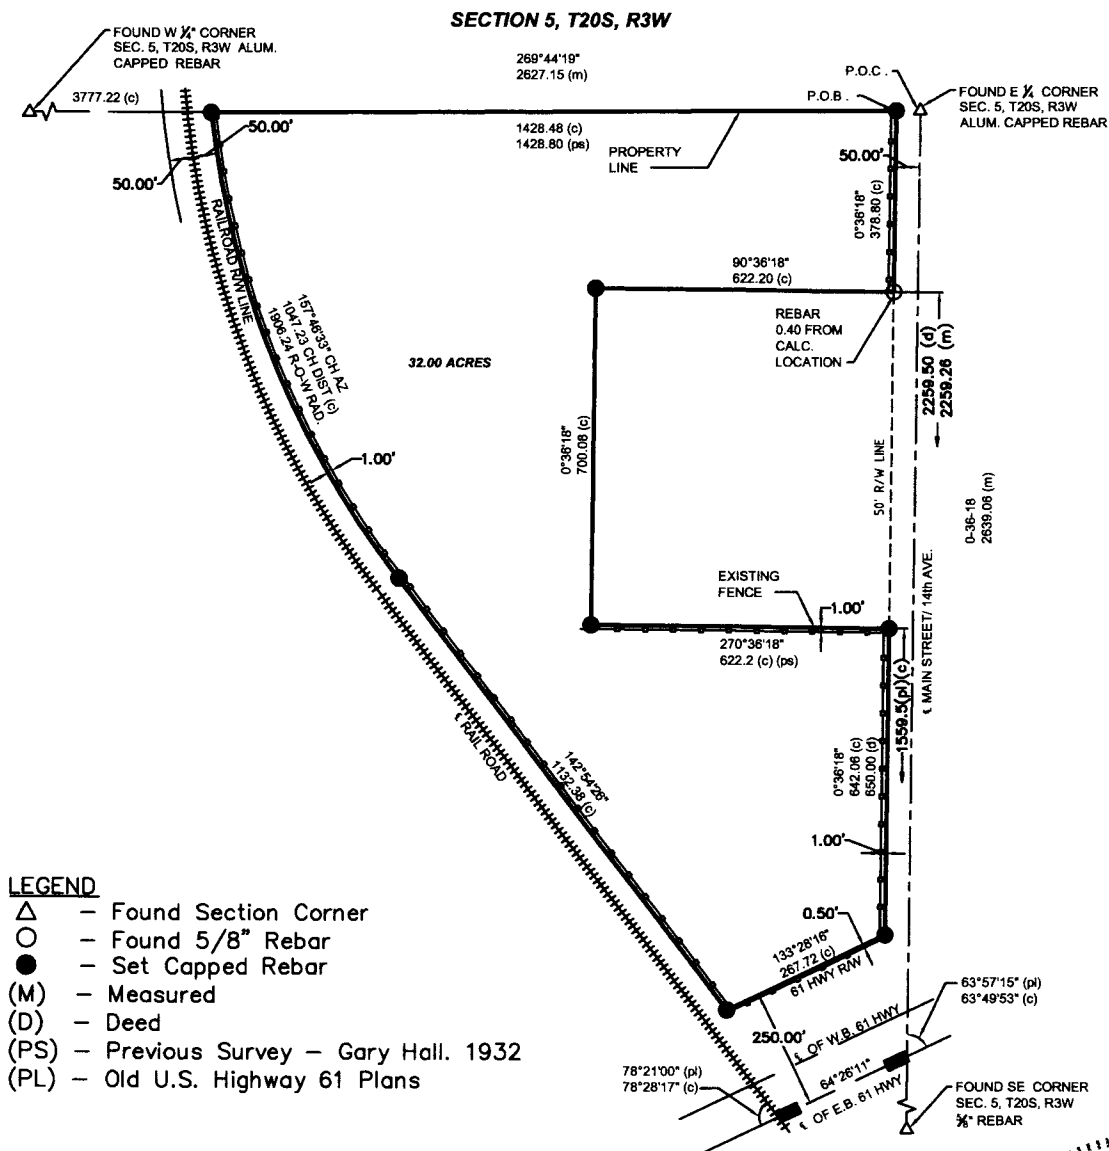 SECTION 5, T20S, R3W
FOUND W ¼" CORNER
SEC. 5, T20S, R3W ALUM.
CAPPED REBAR
269°44'19"
2627.15 (m)
P.O.C.
P.O.B.
FOUND E ¼ CORNER
SEC. 5, T20S, R3W
ALUM. CAPPED REBAR
3777.22 (c)
1428.48 (c)
1428.80 (ps)
PROPERTY
LINE
50.00'
50.00'
50.00'
0°36'18"
378.80 (c)
RAILROAD R/W LINE
90°36'18"
622.20 (c)
REBAR
0.40 FROM
CALC.
LOCATION
157°46'33" CH AZ
1047.23 CH DIST (c)
1906.24 R-O-W RAD.
32.00 ACRES
2259.50 (d)
2259.26 (m)
0°36'18"
700.08 (c)
1.00'
50' R/W LINE
0-36-18
2639.06 (m)
EXISTING
FENCE
1.00'
270°36'18"
622.2 (c) (ps)
℄ MAIN STREET/ 14th AVE.
1559.5(pl)(c)
℄ RAIL ROAD
142°54'26"
1132.38 (c)
0°36'18"
642.06 (c)
650.00 (d)
1.00'
0.50'
133°28'16"
267.72 (c)
61 HWY R/W
63°57'15" (pl)
63°49'53" (c)
250.00'
℄ OF W.B. 61 HWY
64°26'11"
℄ OF E.B. 61 HWY
78°21'00" (pl)
78°28'17" (c)
FOUND SE CORNER
SEC. 5, T20S, R3W
⅝" REBAR
LEGEND
– Found Section Corner
– Found 5/8" Rebar
– Set Capped Rebar
(M) – Measured
(D) – Deed
(PS) – Previous Survey – Gary Hall. 1932
(PL) – Old U.S. Highway 61 Plans